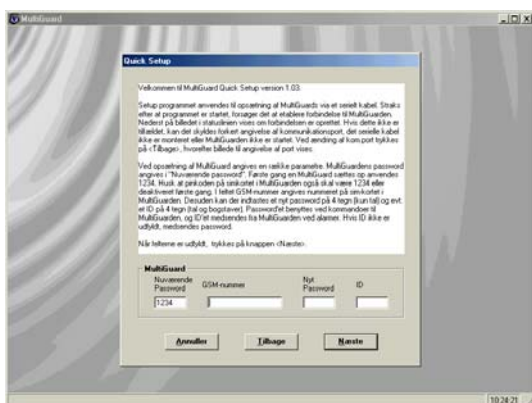 MultiGuard
Quick Setup
Velkommen til MultiGuard Quick Setup version 1.03.
Setup programmet anvendes til opsætning af MultiGuards via et serielt kabel. Straks
efter at programmet er startet, forsøger det at etablere forbindelse til MultiGuarden.
Nederst på billedet i statuslinien vises om forbindelsen er oprettet. Hvis dette ikke er
tilfældet, kan det skyldes forkert angivelse af kommunikationsport, det serielle kabel
ikke er monteret eller MultiGuarden ikke er startet. Ved ændring af kom.port trykkes
på <Tilbage>, hvorefter billede til angivelse af port vises.
Ved opsætning af MultiGuard angives en række parametre. MultiGuardens password
angives i "Nuværende password". Første gang en MultiGuard sættes op anvendes
1234. Husk at pinkoden på simkortet i MultiGuarden også skal være 1234 eller
deaktiveret første gang. I feltet GSM-nummer angives nummeret på sim-kortet i
MultiGuarden. Desuden kan der indtastes et nyt password på 4 tegn (kun tal) og evt.
et ID på 4 tegn (tal og bogstaver). Password'et benyttes ved kommandoer til
MultiGuarden, og ID'et medsendes fra MultiGuarden ved alarmer. Hvis ID ikke er
udfyldt, medsendes password.
Når felterne er udfyldt, trykkes på knappen <Næste>.
MultiGuard
Nuværende Password GSM-nummer Nyt Password ID
1234
Annuller Tilbage Næste
10:24:21